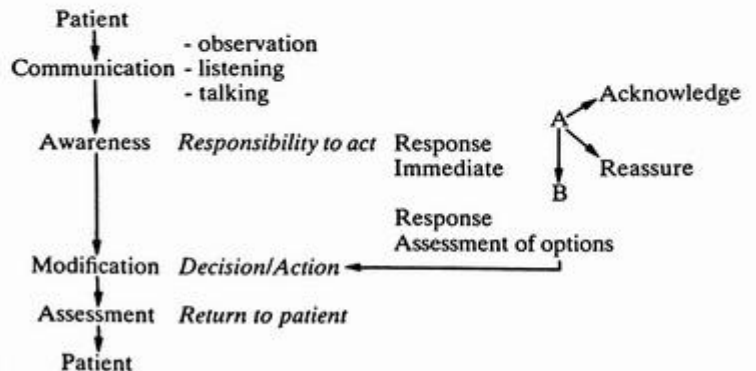 Patient
- observation
Communication - listening
- talking
Acknowledge
A
Awareness Responsibility to act Response
Immediate Reassure
B
Response
Assessment of options
Modification Decision/Action
Assessment Return to patient
Patient